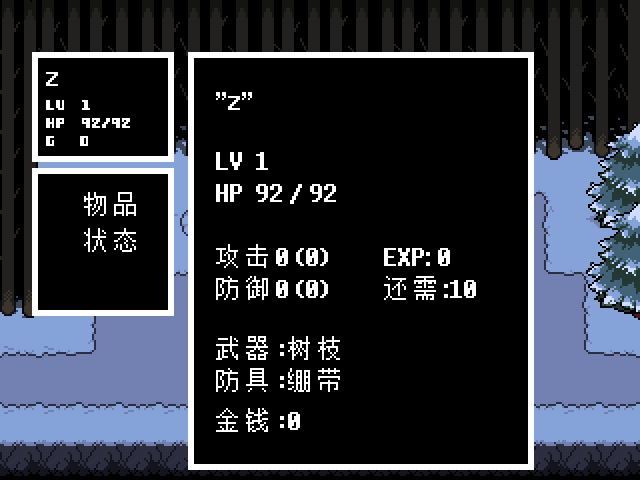 Z
LV 1
HP 92/92
G 0
物品
状态
"Z"
LV 1
HP 92/92
攻击0(0) EXP:0
防御0(0) 还需:10
武器:树枝
防具:绷带
金钱:0